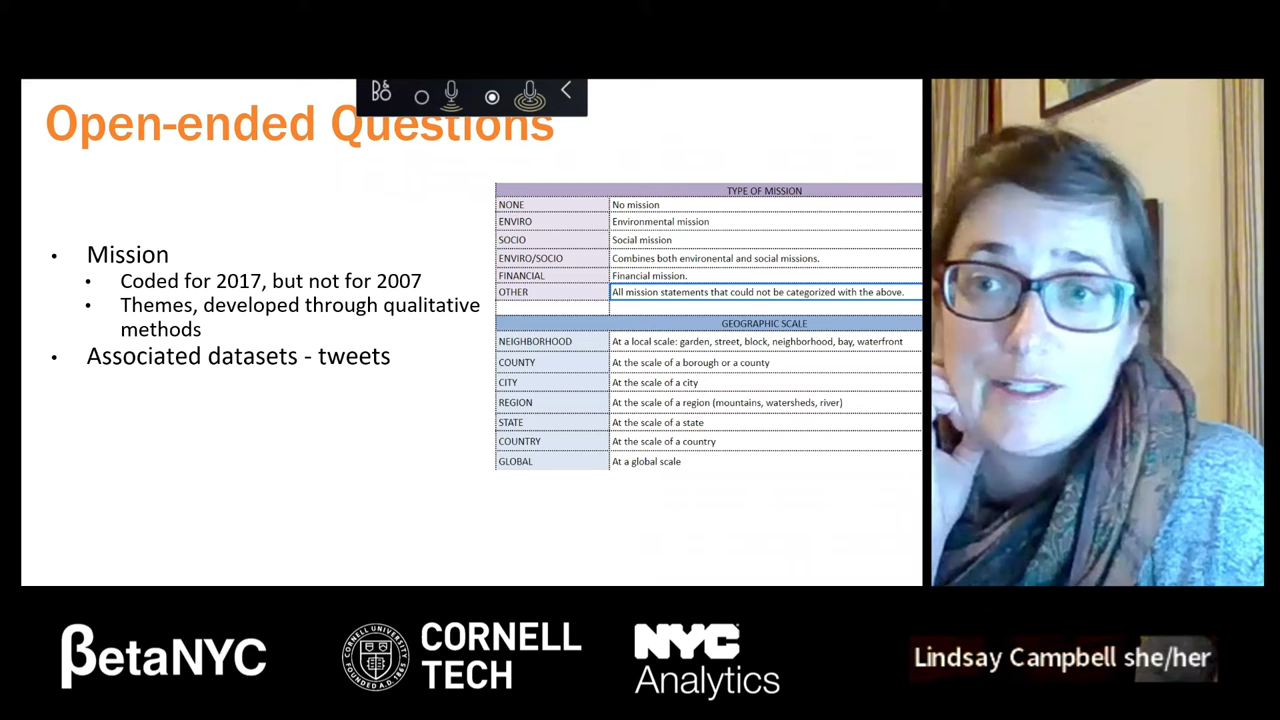 Open-ended Questions
• Mission
• Coded for 2017, but not for 2007
• Themes, developed through qualitative
methods
• Associated datasets - tweets
TYPE OF MISSION
NONE No mission
ENVIRO Environmental mission
SOCIO Social mission
ENVIRO/SOCIO Combines both environental and social missions.
FINANCIAL Financial mission.
OTHER All mission statements that could not be categorized with the above.
GEOGRAPHIC SCALE
NEIGHBORHOOD At a local scale: garden, street, block, neighborhood, bay, waterfront
COUNTY At the scale of a borough or a county
CITY At the scale of a city
REGION At the scale of a region (mountains, watersheds, river)
STATE At the scale of a state
COUNTRY At the scale of a country
GLOBAL At a global scale
βetaNYC
CORNELL
TECH
NYC
Analytics
Lindsay Campbell she/her